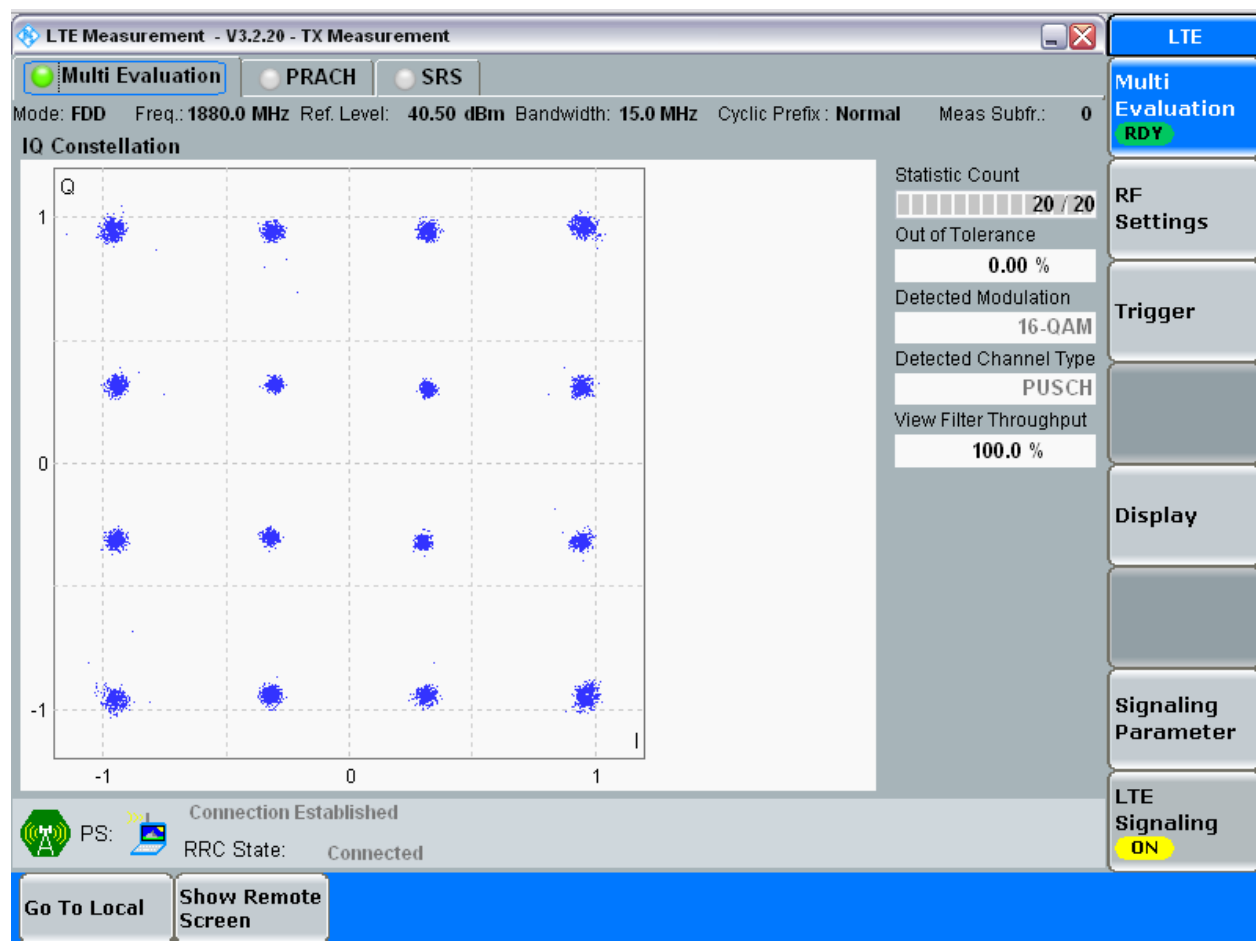 LTE Measurement - V3.2.20 - TX Measurement
LTE
Multi Evaluation PRACH SRS
Mode: FDD Freq.: 1880.0 MHz Ref. Level: 40.50 dBm Bandwidth: 15.0 MHz Cyclic Prefix : Normal Meas Subfr.: 0
IQ Constellation
Q
1
0
-1
I
-1 0 1
Statistic Count
20 / 20
Out of Tolerance
0.00 %
Detected Modulation
16-QAM
Detected Channel Type
PUSCH
View Filter Throughput
100.0 %
Multi
Evaluation
RDY
RF
Settings
Trigger
Display
Signaling
Parameter
LTE
Signaling
ON
PS:
Connection Established
RRC State: Connected
Go To Local
Show Remote
Screen